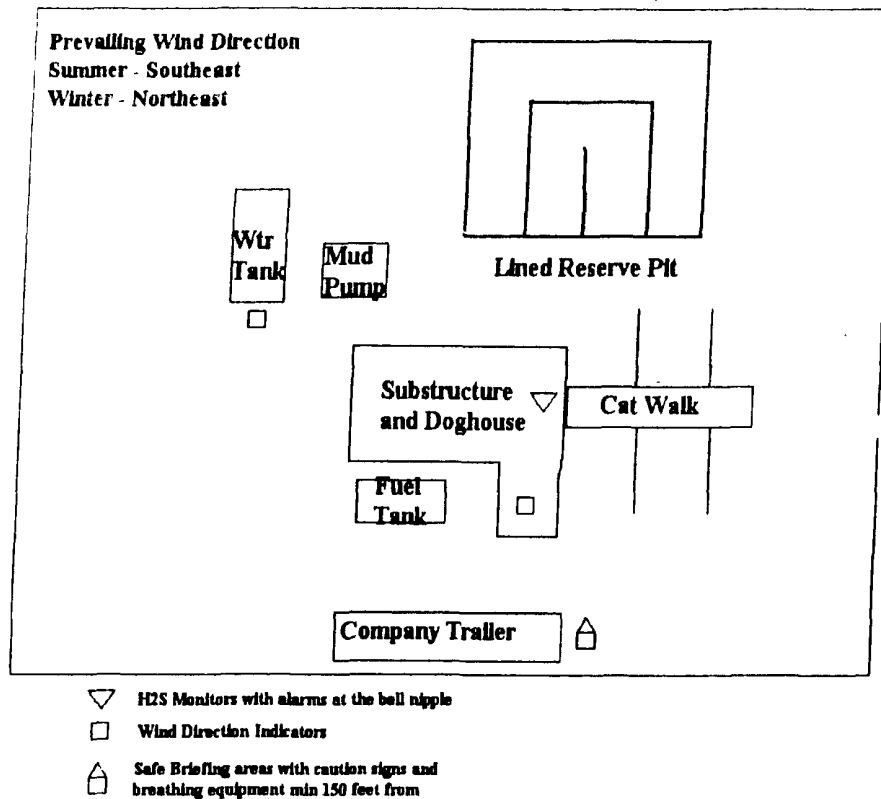 Prevailing Wind Direction
Summer - Southeast
Winter - Northeast
Wtr
Tank
Mud
Pump
Lined Reserve Pit
Substructure
and Doghouse
Cat Walk
Fuel
Tank
Company Trailer
H2S Monitors with alarms at the bell nipple
Wind Direction Indicators
Safe Briefing areas with caution signs and
breathing equipment min 150 feet from